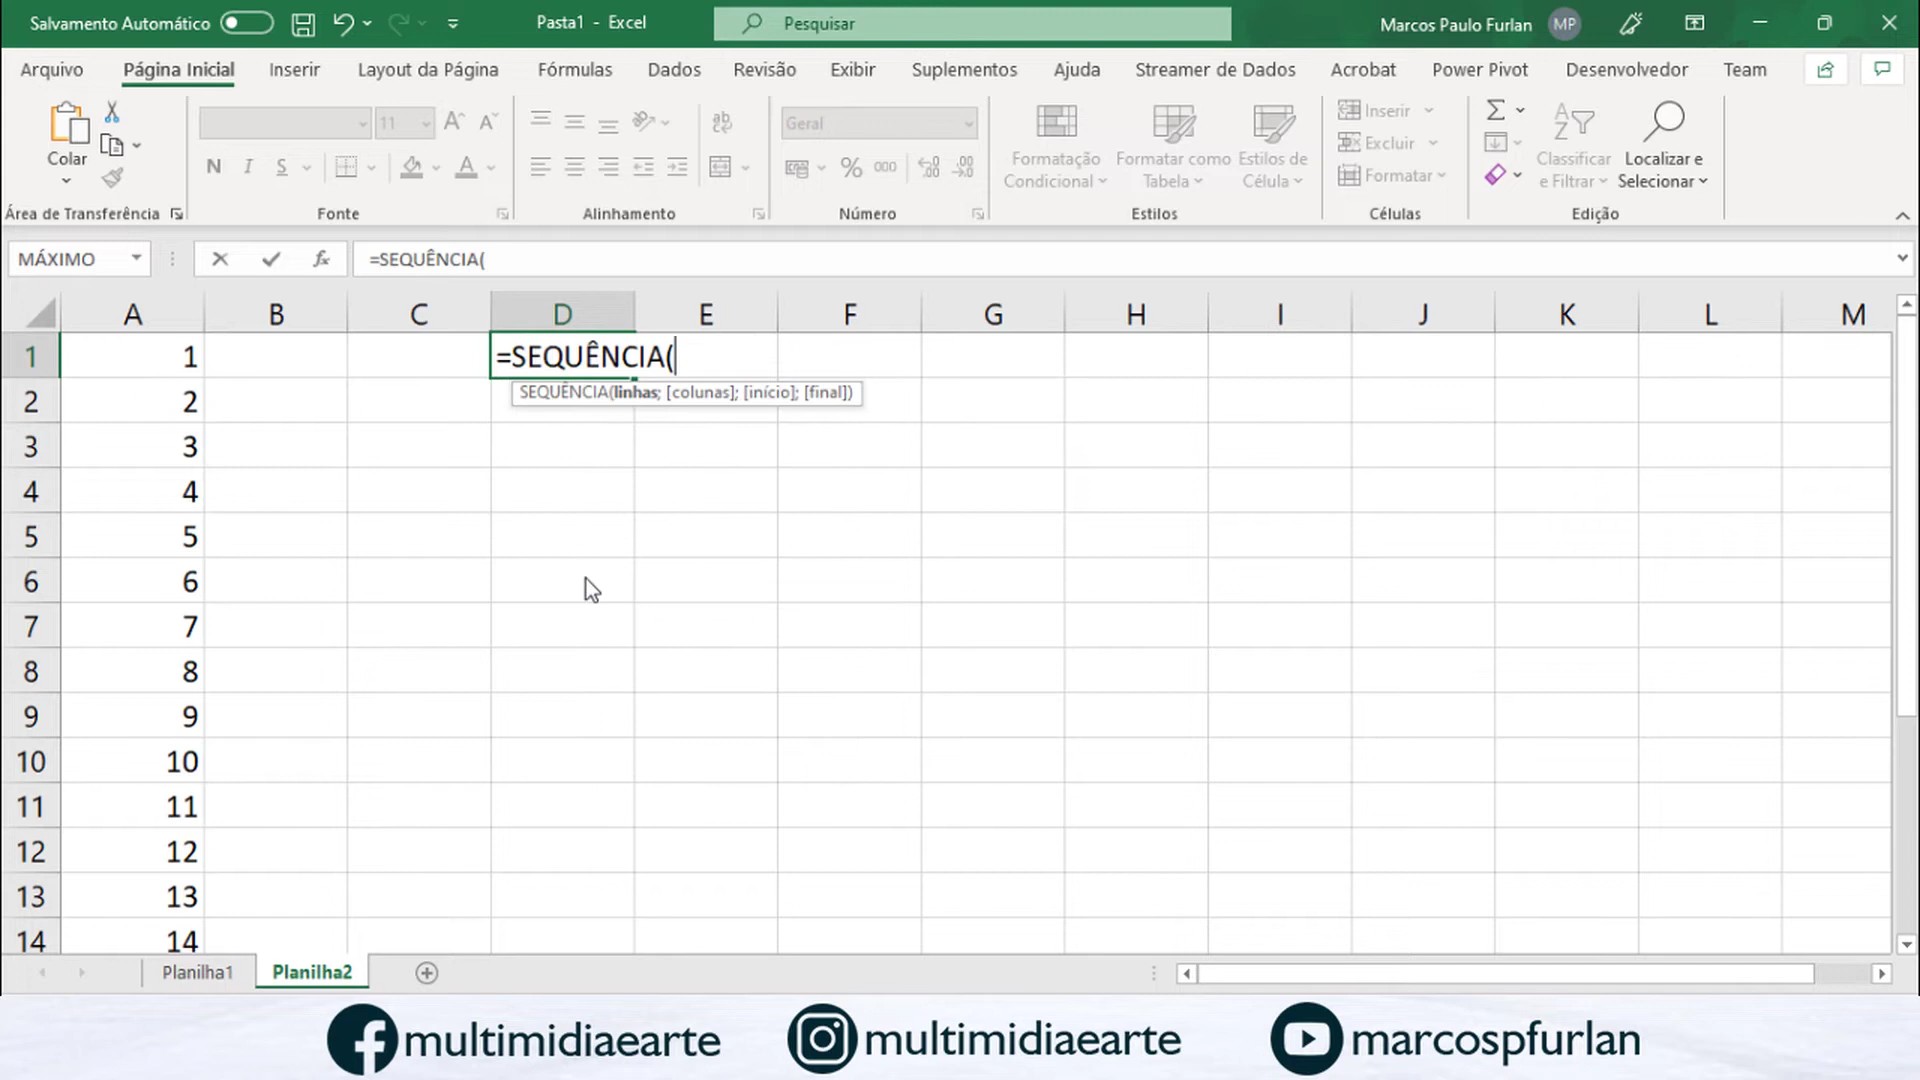 Salvamento Automático
Pasta1 - Excel
Pesquisar
Marcos Paulo Furlan
MP
Arquivo
Página Inicial
Inserir
Layout da Página
Fórmulas
Dados
Revisão
Exibir
Suplementos
Ajuda
Streamer de Dados
Acrobat
Power Pivot
Desenvolvedor
Team
Colar
Área de Transferência
11
N I S
Fonte
Alinhamento
Geral
% 000
Número
Formatação
Condicional
Formatar como
Tabela
Estilos de
Célula
Estilos
Inserir
Excluir
Formatar
Células
Classificar
e Filtrar
Localizar e
Selecionar
Edição
MÁXIMO
fx
=SEQUÊNCIA(
A B C D E F G H I J K L M
1 1 =SEQUÊNCIA(
SEQUÊNCIA(linhas; [colunas]; [início]; [final])
2 2
3 3
4 4
5 5
6 6
7 7
8 8
9 9
10 10
11 11
12 12
13 13
14 14
Planilha1
Planilha2
multimidiaearte
multimidiaearte
marcospfurlan